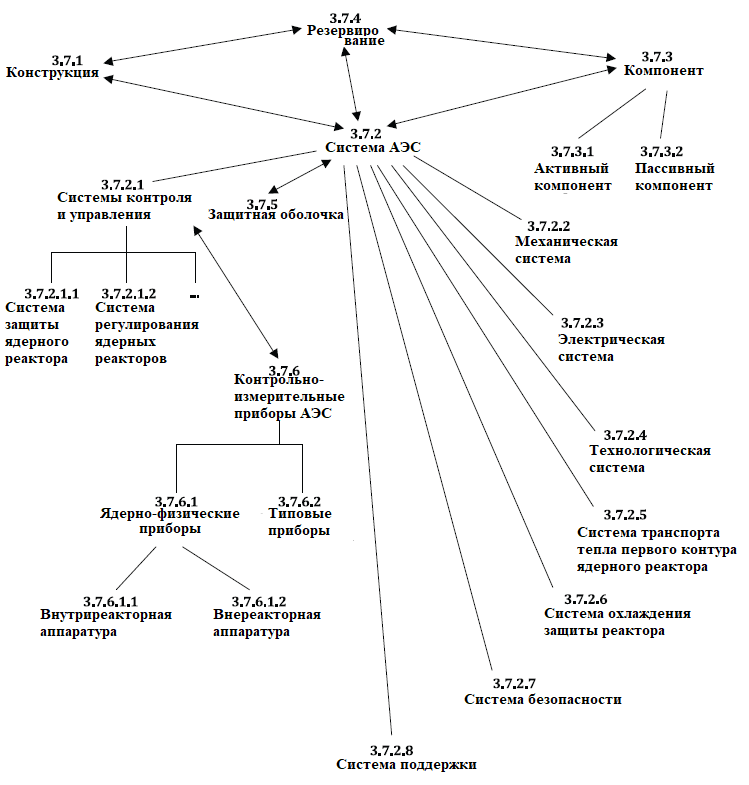 3.7.4
Резервиро
вание
3.7.1
Конструкция
3.7.3
Компонент
3.7.2
Система АЭС
3.7.3.1
Активный
компонент
3.7.3.2
Пассивный
компонент
3.7.2.1
Системы контроля
и управления
3.7.5
Защитная оболочка
3.7.2.2
Механическая
система
3.7.2.1.1
Система
защиты
ядерного
реактора
3.7.2.1.2
Система
регулирования
ядерных
реакторов
...
3.7.2.3
Электрическая
система
3.7.6
Контрольно-
измерительные
приборы АЭС
3.7.2.4
Технологическая
система
3.7.6.1
Ядерно-физические
приборы
3.7.6.2
Типовые
приборы
3.7.2.5
Система транспорта
тепла первого контура
ядерного реактора
3.7.6.1.1
Внутриреакторная
аппаратура
3.7.6.1.2
Внереакторная
аппаратура
3.7.2.6
Система охлаждения
защиты реактора
3.7.2.7
Система безопасности
3.7.2.8
Система поддержки